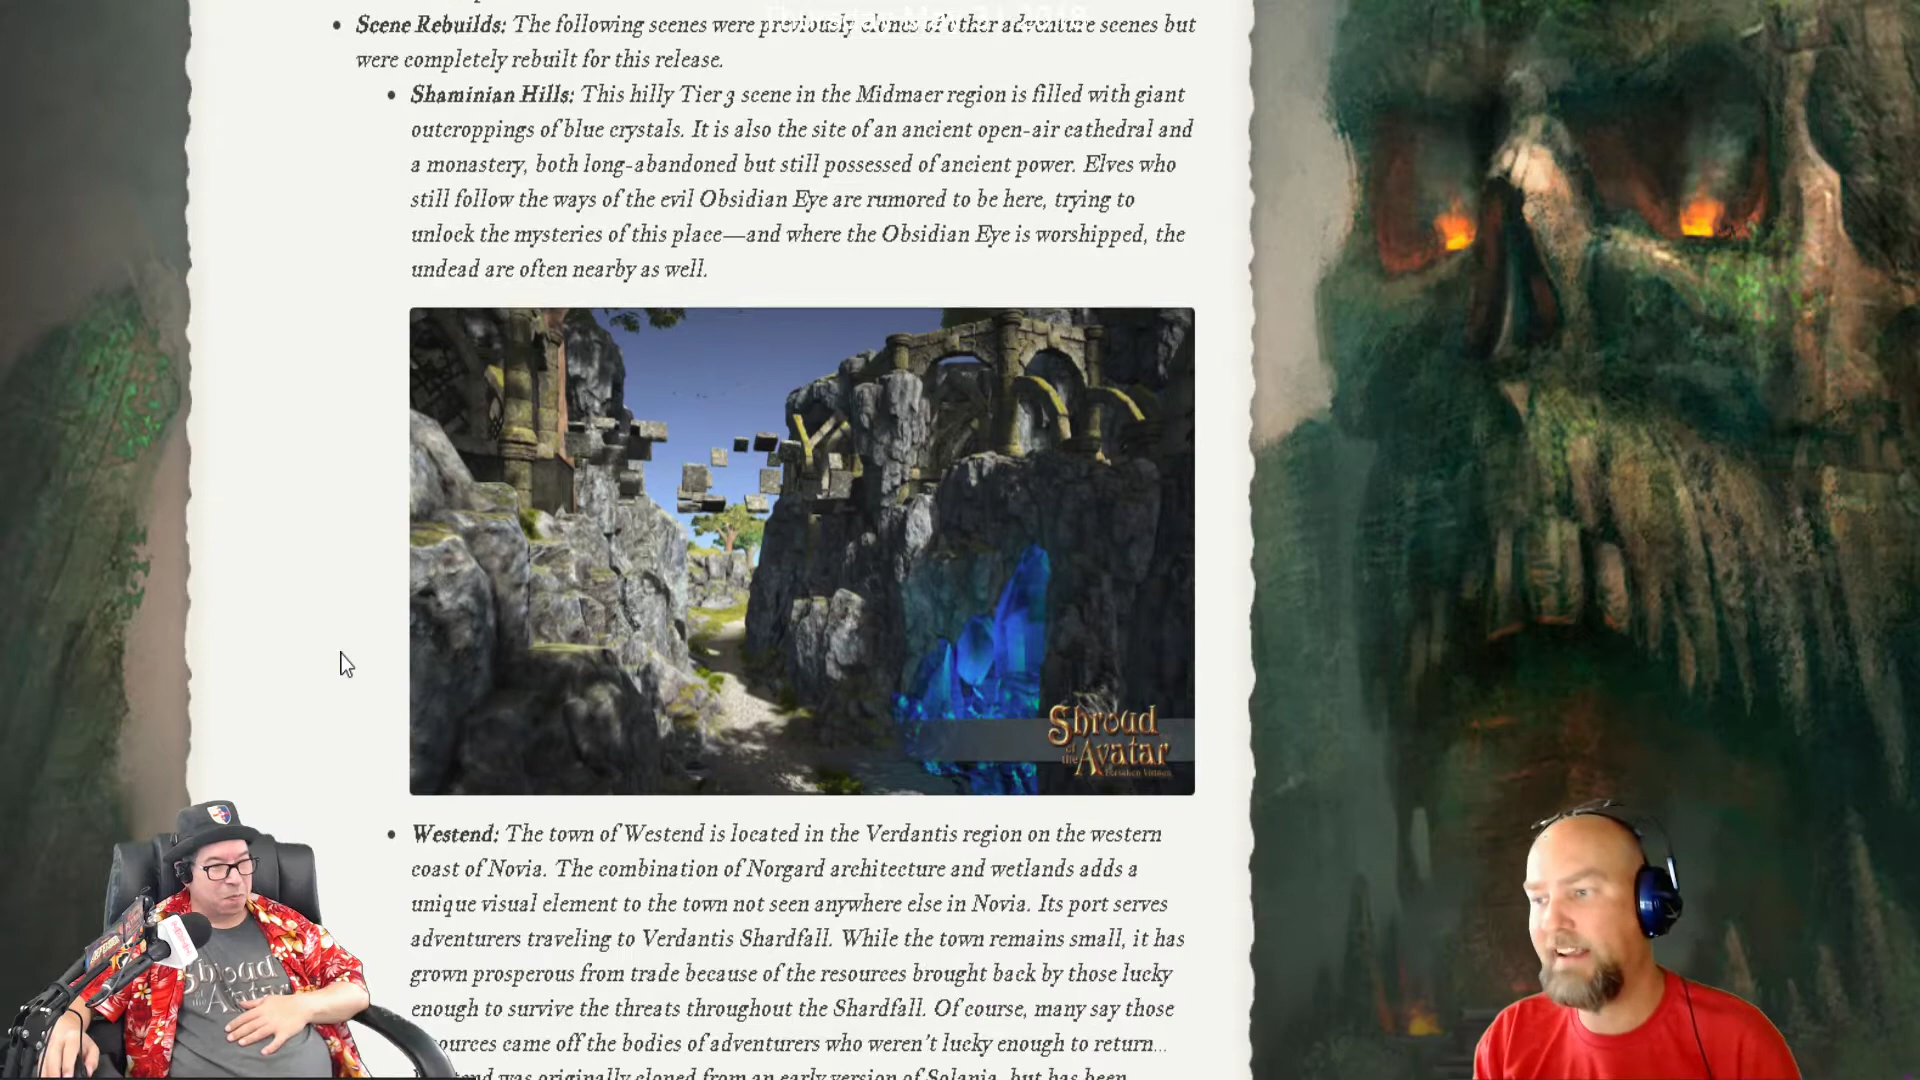 Scene Rebuilds: The following scenes were previously clones of other adventure scenes but
were completely rebuilt for this release.
Shaminian Hills: This hilly Tier 3 scene in the Midmaer region is filled with giant
outcroppings of blue crystals. It is also the site of an ancient open-air cathedral and
a monastery, both long-abandoned but still possessed of ancient power. Elves who
still follow the ways of the evil Obsidian Eye are rumored to be here, trying to
unlock the mysteries of this place—and where the Obsidian Eye is worshipped, the
undead are often nearby as well.
Shroud
of the Avatar
Forsaken Virtues
Westend: The town of Westend is located in the Verdantis region on the western
coast of Novia. The combination of Norgard architecture and wetlands adds a
unique visual element to the town not seen anywhere else in Novia. Its port serves
adventurers traveling to Verdantis Shardfall. While the town remains small, it has
grown prosperous from trade because of the resources brought back by those lucky
enough to survive the threats throughout the Shardfall. Of course, many say those
ources came off the bodies of adventurers who weren't lucky enough to return...
was originally cloned from an early version of Solania, but has been
Shroud
Avatar